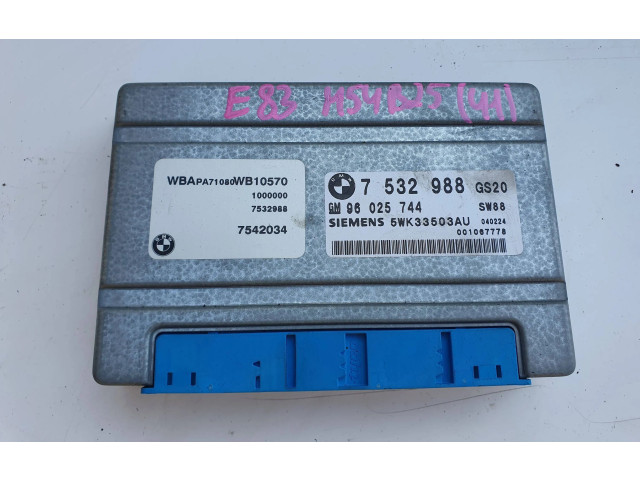 E83 M54B25 (41)
WBAPA71080WB10570
1000000
7532988
7542034
BMW 7 532 988 GS20
GM 96 025 744 SW88
SIEMENS 5WK33503AU 040224
001067778